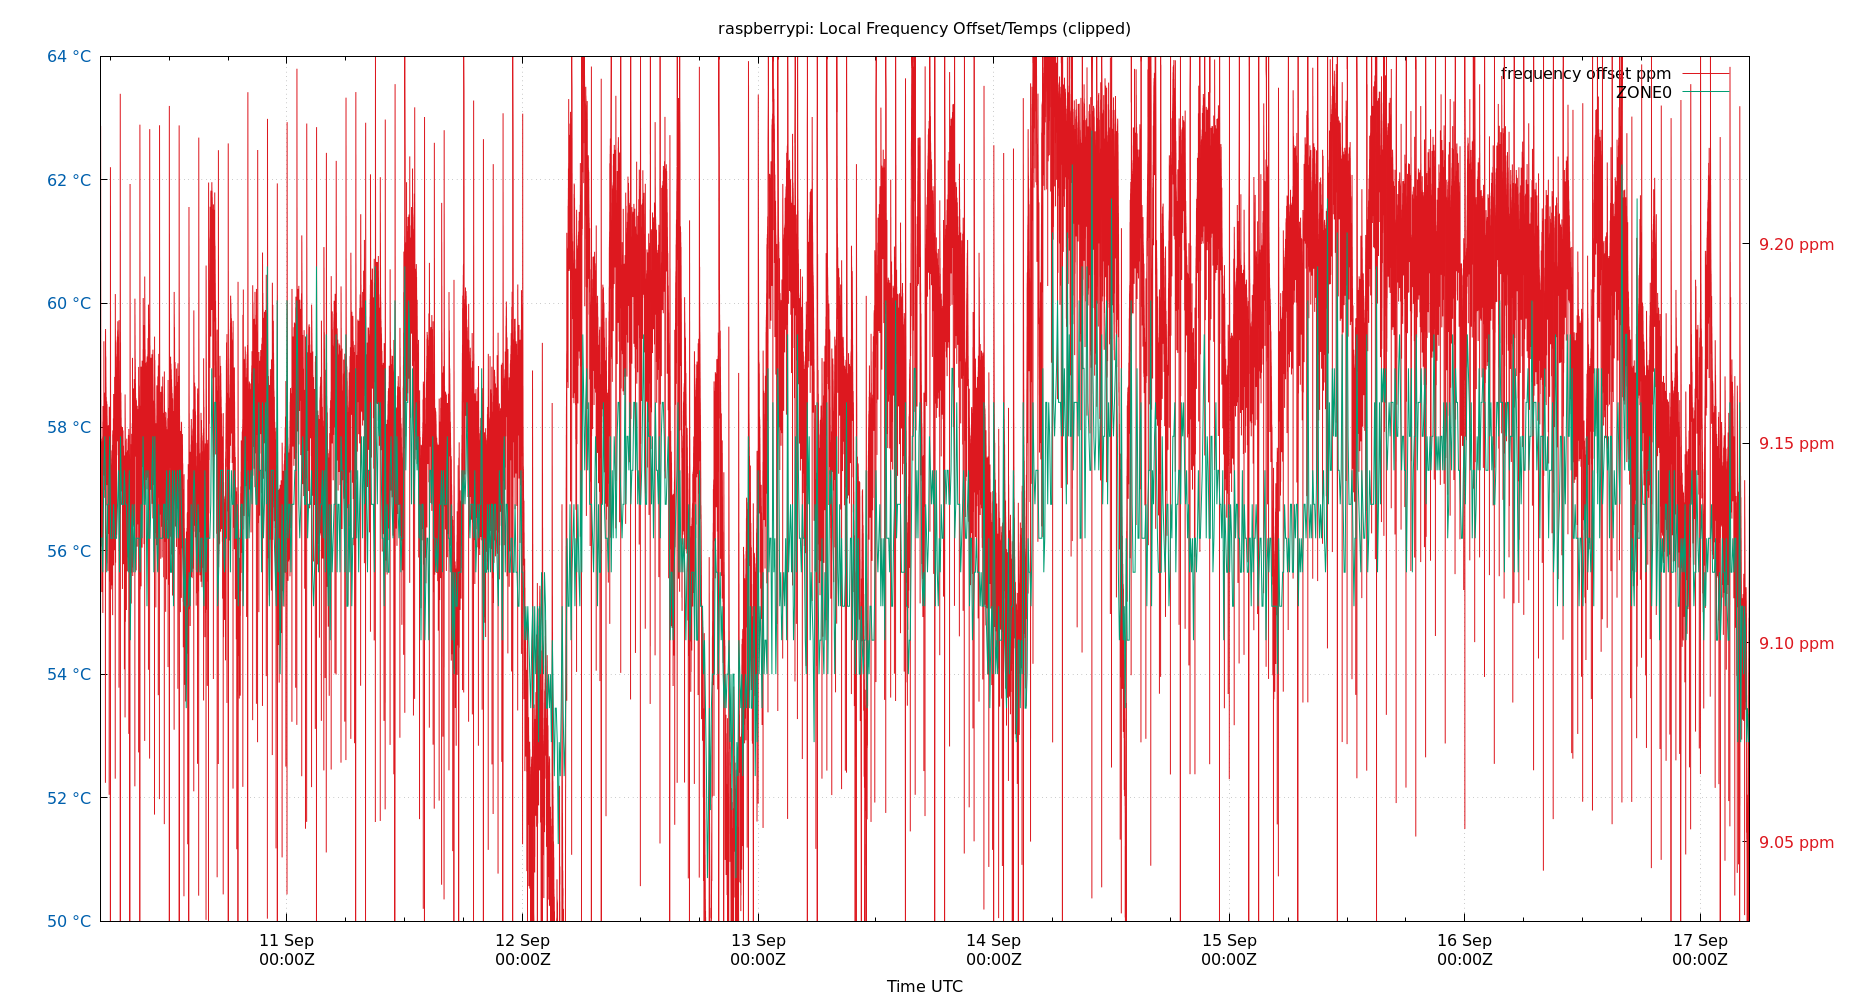 raspberrypi: Local Frequency Offset/Temps (clipped)
64 °C
62 °C
60 °C
58 °C
56 °C
54 °C
52 °C
50 °C
frequency offset ppm
ZONE0
9.20 ppm
9.15 ppm
9.10 ppm
9.05 ppm
11 Sep
00:00Z
12 Sep
00:00Z
13 Sep
00:00Z
14 Sep
00:00Z
15 Sep
00:00Z
16 Sep
00:00Z
17 Sep
00:00Z
Time UTC